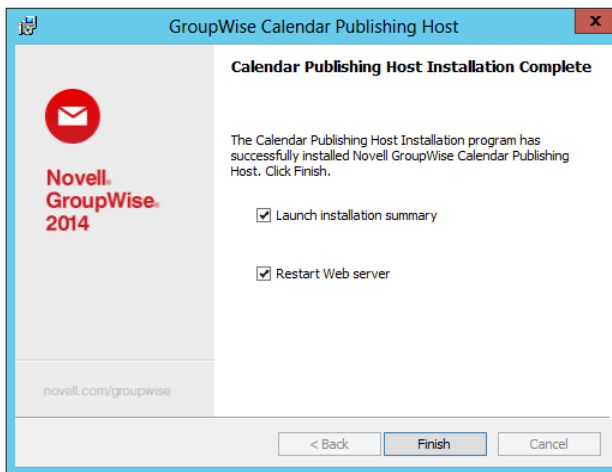 GroupWise Calendar Publishing Host
x
Calendar Publishing Host Installation Complete
The Calendar Publishing Host Installation program has
successfully installed Novell GroupWise Calendar Publishing
Host. Click Finish.
Novell®
GroupWise®
2014
Launch installation summary
Restart Web server
novell.com/groupwise
< Back
Finish
Cancel